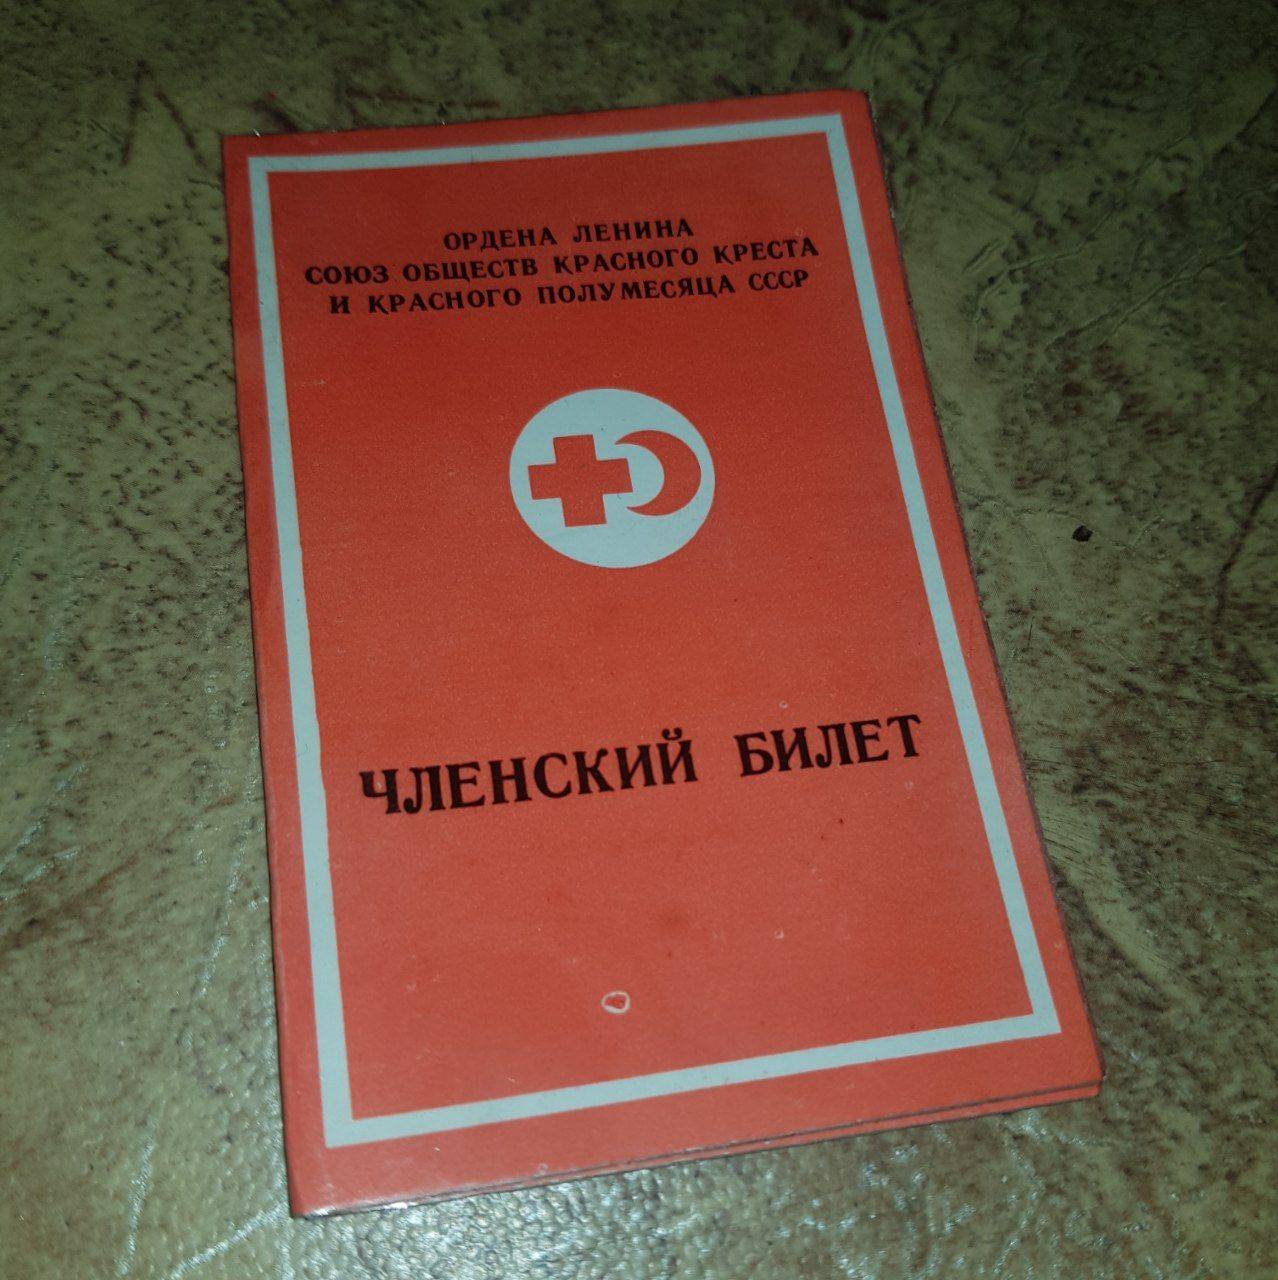 ОРДЕНА ЛЕНИНА
СОЮЗ ОБЩЕСТВ КРАСНОГО КРЕСТА
И КРАСНОГО ПОЛУМЕСЯЦА СССР
ЧЛЕНСКИЙ БИЛЕТ